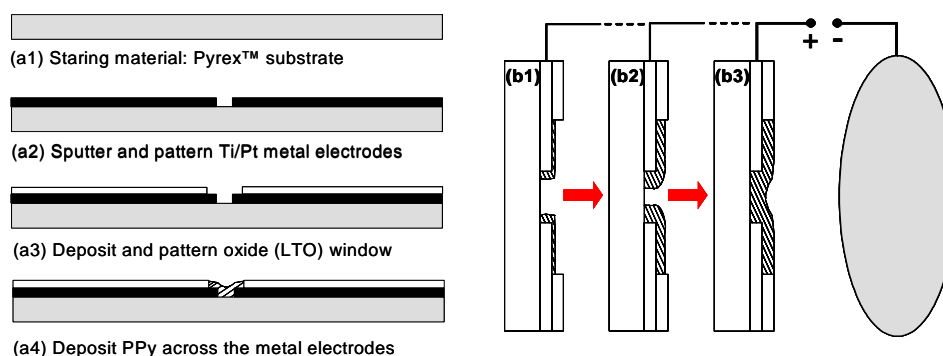 (a1) Staring material: Pyrex™ substrate
(a2) Sputter and pattern Ti/Pt metal electrodes
(a3) Deposit and pattern oxide (LTO) window
(a4) Deposit PPy across the metal electrodes
(b1) (b2) (b3)
+ -